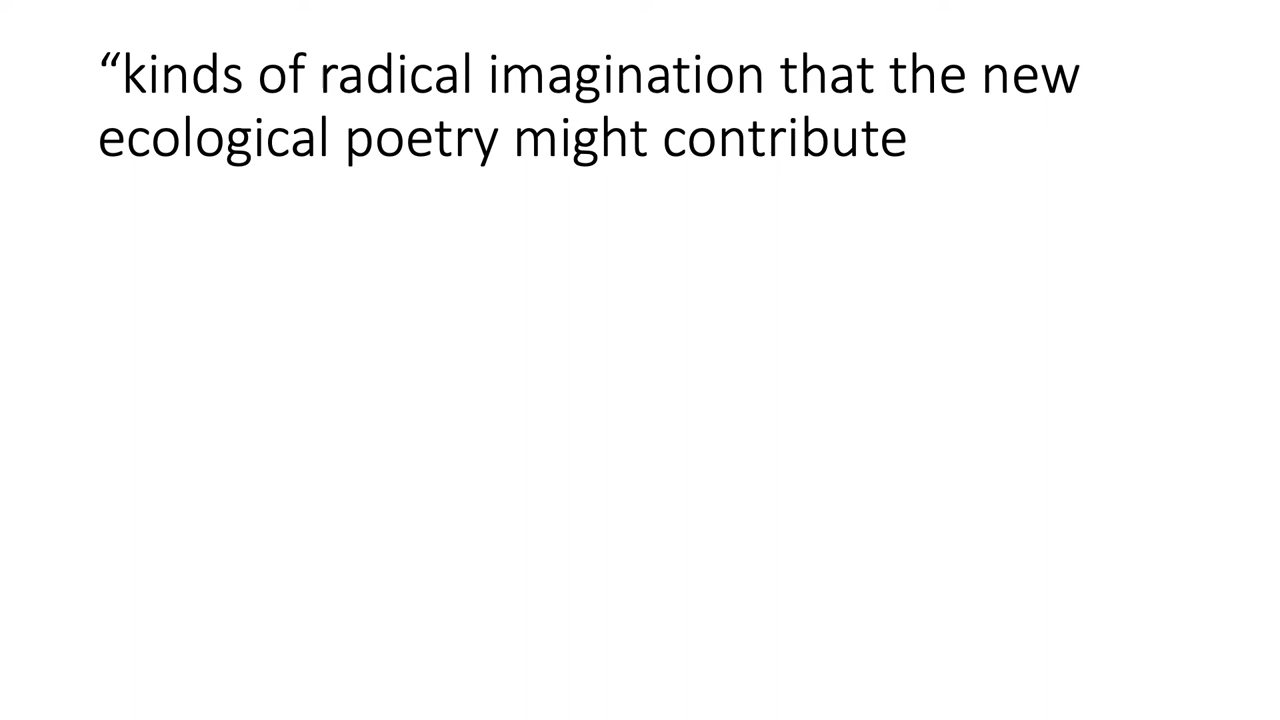 “kinds of radical imagination that the new
ecological poetry might contribute